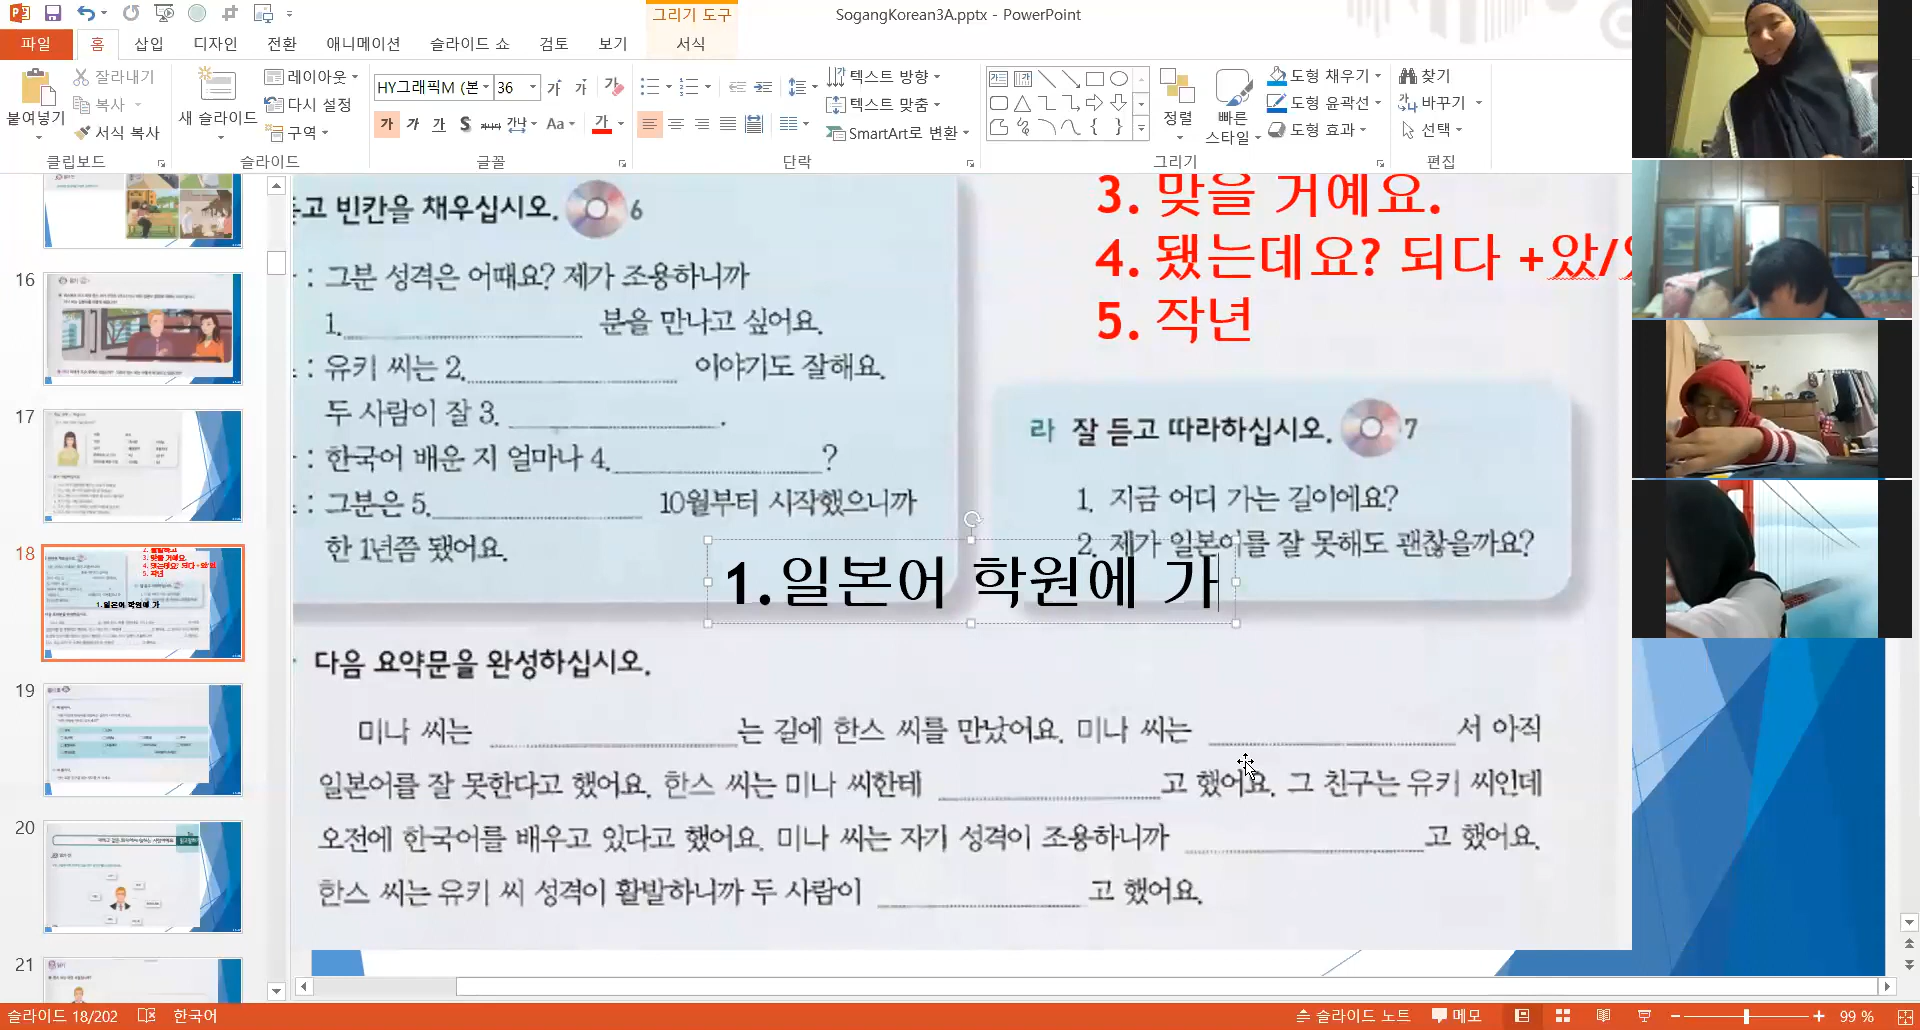 SogangKorean3A.pptx - PowerPoint
그리기 도구
파일 홈 삽입 디자인 전환 애니메이션 슬라이드 쇼 검토 보기 서식
붙여넣기
잘라내기
복사
서식 복사
클립보드
새 슬라이드
레이아웃
다시 설정
구역
슬라이드
HY그래픽M (본 36
가 가 가 S 가나다 간낭 Aa 가
글꼴
텍스트 방향
텍스트 맞춤
SmartArt로 변환
단락
정렬
빠른 스타일
도형 채우기
도형 윤곽선
도형 효과
그리기
찾기
바꾸기
선택
편집
16
17
18
19
20
21
고 빈칸을 채우십시오. 6
: 그분 성격은 어때요? 제가 조용하니까
1. 분을 만나고 싶어요.
: 유키 씨는 2. 이야기도 잘해요.
두 사람이 잘 3. .
: 한국어 배운 지 얼마나 4. ?
: 그분은 5. 10월부터 시작했으니까
한 1년쯤 됐어요.
3. 맞을 거예요.
4. 됐는데요? 되다 +았/
5. 작년
라 잘 듣고 따라하십시오. 7
1. 지금 어디 가는 길이에요?
2. 제가 일본어를 잘 못해도 괜찮을까요?
1.일본어 학원에 가
다음 요약문을 완성하십시오.
미나 씨는 는 길에 한스 씨를 만났어요. 미나 씨는 서 아직
일본어를 잘 못한다고 했어요. 한스 씨는 미나 씨한테 고 했어요. 그 친구는 유키 씨인데
오전에 한국어를 배우고 있다고 했어요. 미나 씨는 자기 성격이 조용하니까 고 했어요.
한스 씨는 유키 씨 성격이 활발하니까 두 사람이 고 했어요.
슬라이드 18/202 한국어 슬라이드 노트 메모 99 %